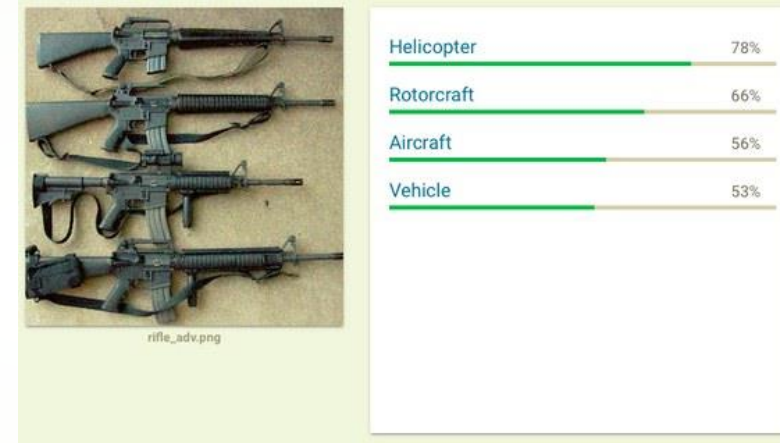 Helicopter 78%
Rotorcraft 66%
Aircraft 56%
Vehicle 53%
rifle_adv.png